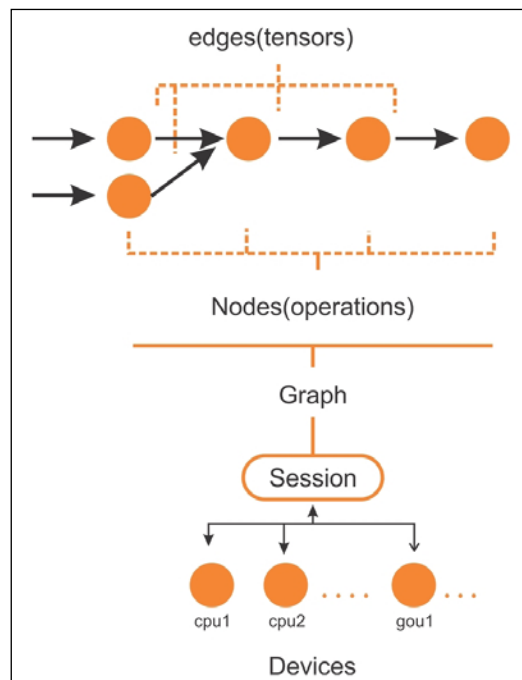 edges(tensors)
Nodes(operations)
Graph
Session
cpu1 cpu2 gou1
Devices